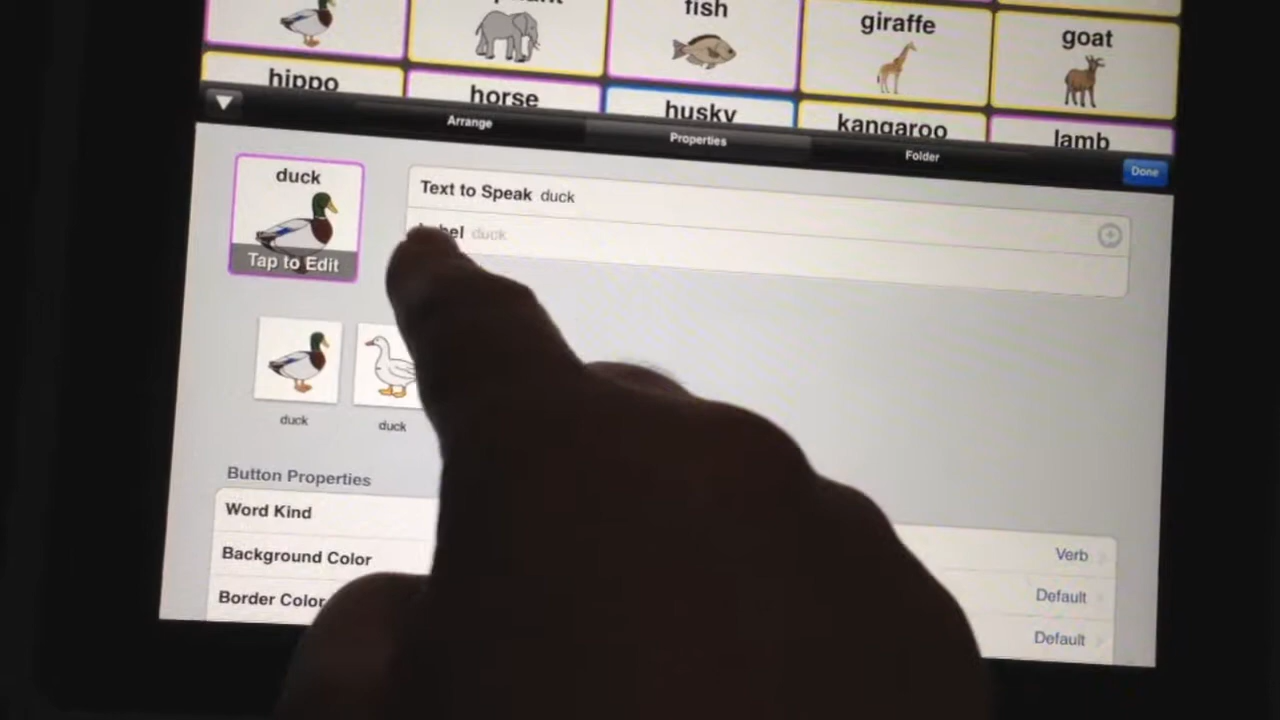 fish
giraffe
goat
hippo
horse
husky
kangaroo
lamb
Arrange
Properties
Folder
Done
duck
Tap to Edit
Text to Speak duck
duck
duck
duck
Button Properties
Word Kind
Verb
Background Color
Default
Border Color
Default